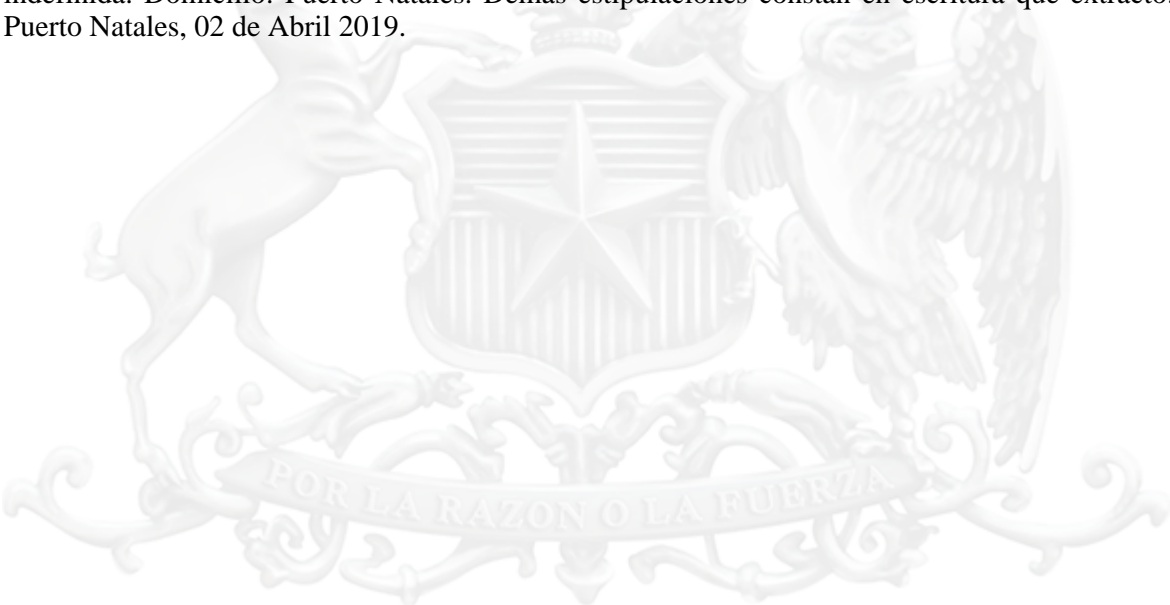 indefinida. Domicilio: Puerto Natales. Demás estipulaciones constan en escritura que extracto.
Puerto Natales, 02 de Abril 2019.
POR LA RAZON O LA FUERZA